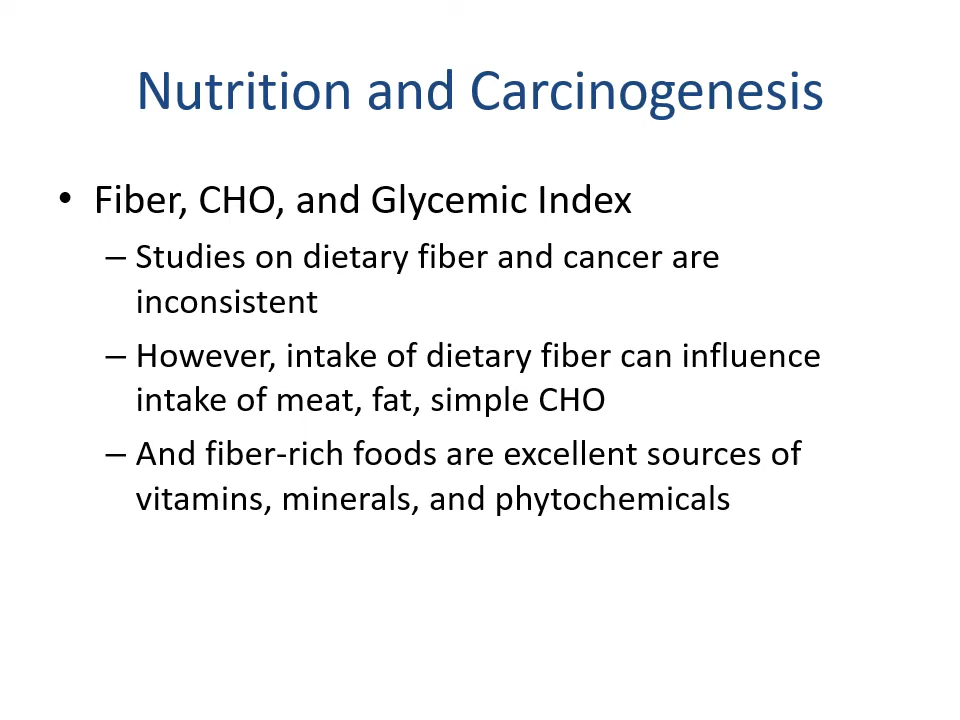 Nutrition and Carcinogenesis
• Fiber, CHO, and Glycemic Index
– Studies on dietary fiber and cancer are
inconsistent
– However, intake of dietary fiber can influence
intake of meat, fat, simple CHO
– And fiber-rich foods are excellent sources of
vitamins, minerals, and phytochemicals